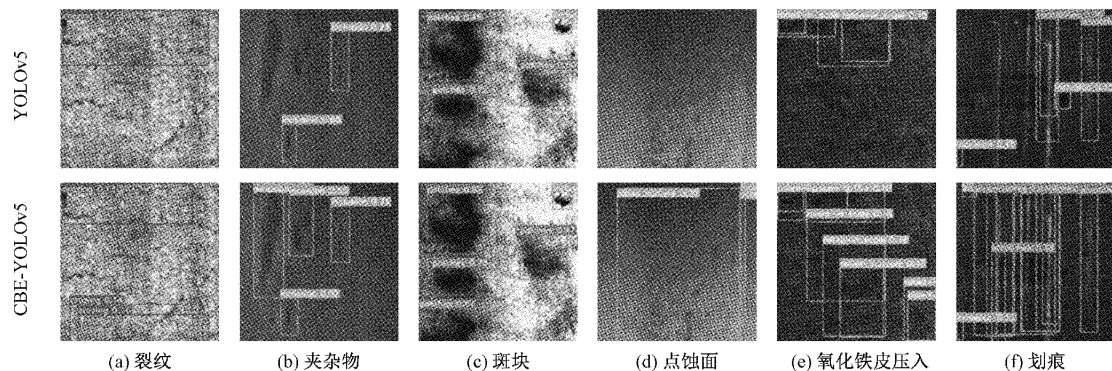 YOLOv5
CBE-YOLOv5
(a) 裂纹
(b) 夹杂物
(c) 斑块
(d) 点蚀面
(e) 氧化铁皮压入
(f) 划痕